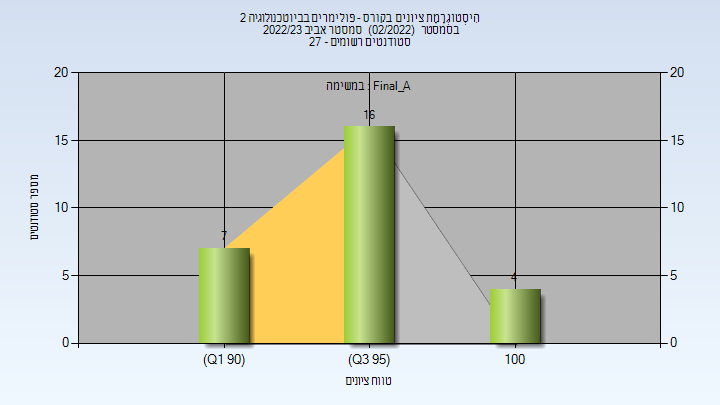 היסטוגרמת ציונים בקורס - פולימרים בביוטכנולוגיה 2
בסמסטר (02/2022) סמסטר אביב 2022/23
סטודנטים רשומים - 27
במשימה : Final_A
20
15
10
5
0
20
15
10
5
0
מספר סטודנטים
7
16
4
(Q1 90)
(Q3 95)
100
טווח ציונים